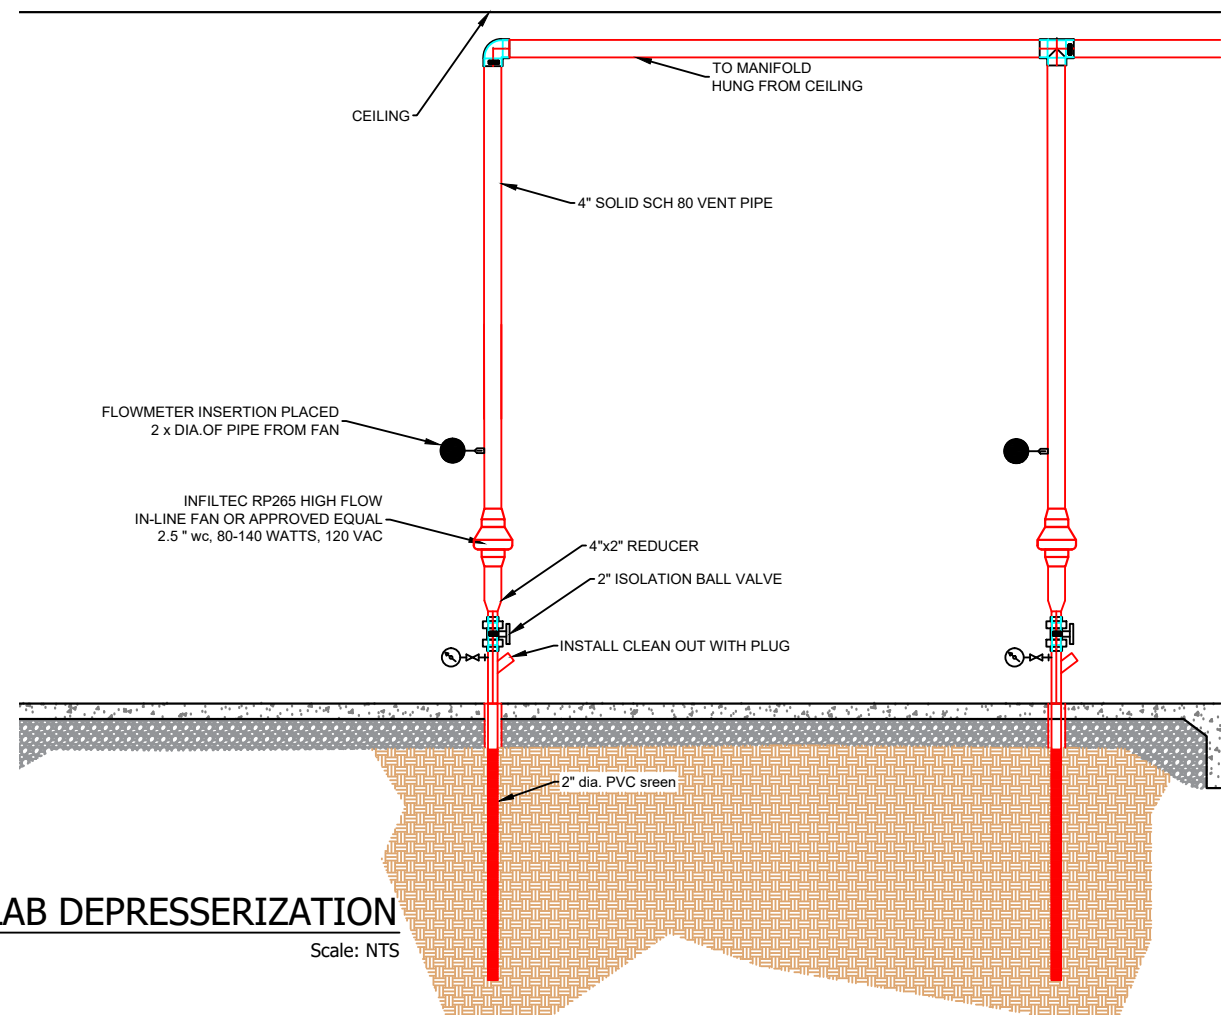 TO MANIFOLD
HUNG FROM CEILING
CEILING
4" SOLID SCH 80 VENT PIPE
FLOWMETER INSERTION PLACED
2 x DIA.OF PIPE FROM FAN
INFILTEC RP265 HIGH FLOW
IN-LINE FAN OR APPROVED EQUAL
2.5 " wc, 80-140 WATTS, 120 VAC
4"x2" REDUCER
2" ISOLATION BALL VALVE
INSTALL CLEAN OUT WITH PLUG
2" dia. PVC sreen
LAB DEPRESSERIZATION
Scale: NTS